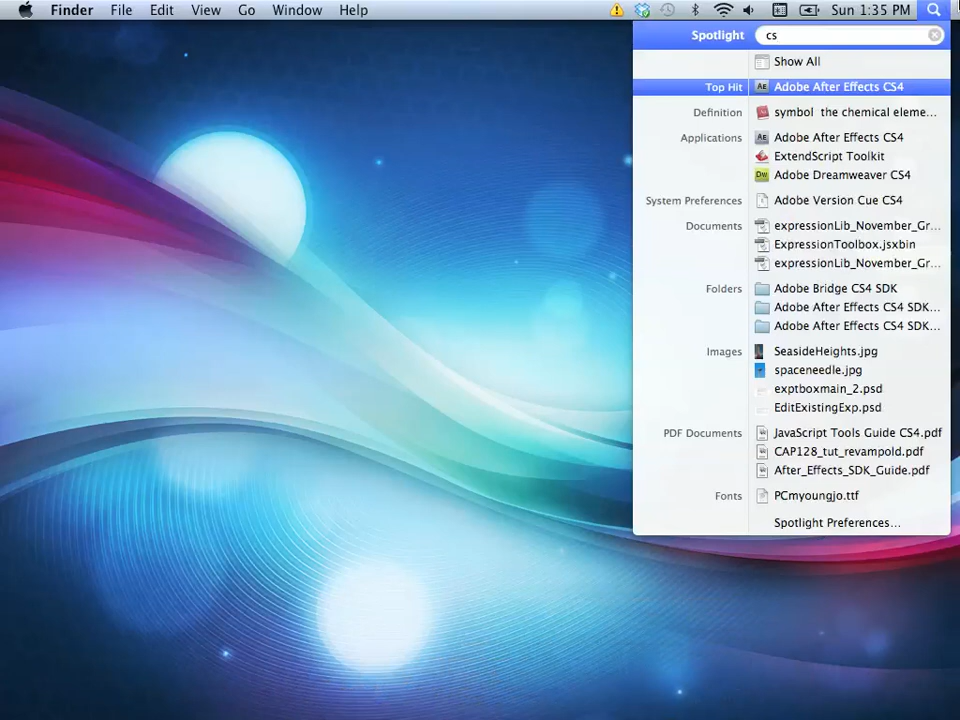 Finder File Edit View Go Window Help Sun 1:35 PM
Spotlight cs
Show All
Top Hit AE Adobe After Effects CS4
Definition symbol the chemical eleme...
Applications AE Adobe After Effects CS4
ExtendScript Toolkit
Dw Adobe Dreamweaver CS4
System Preferences Adobe Version Cue CS4
Documents expressionLib_November_Gr...
ExpressionToolbox.jsxbin
expressionLib_November_Gr...
Folders Adobe Bridge CS4 SDK
Adobe After Effects CS4 SDK...
Adobe After Effects CS4 SDK...
Images SeasideHeights.jpg
spaceneedle.jpg
exptboxmain_2.psd
EditExistingExp.psd
PDF Documents JavaScript Tools Guide CS4.pdf
CAP128_tut_revampold.pdf
After_Effects_SDK_Guide.pdf
Fonts PCmyoungjo.ttf
Spotlight Preferences...